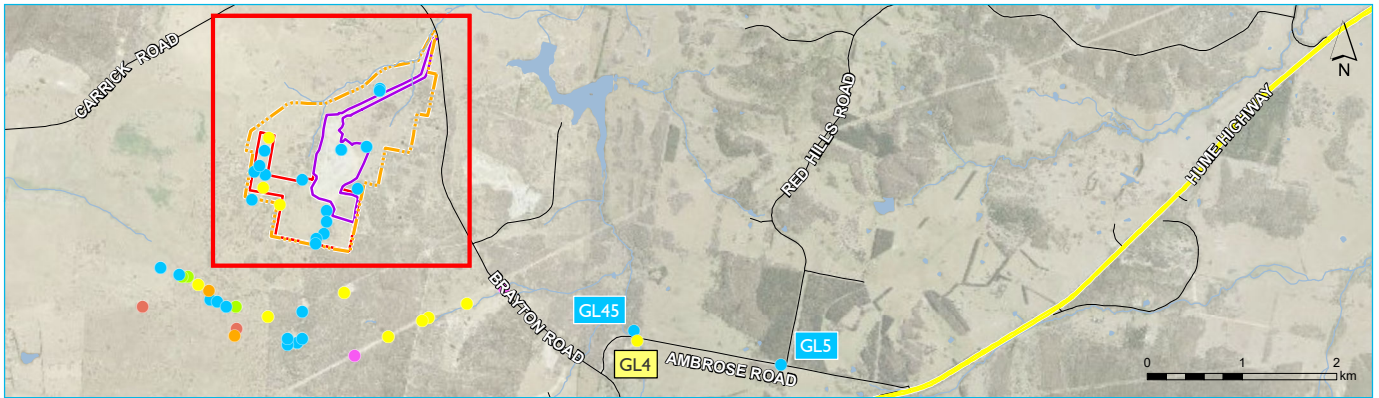 CARRICK ROAD
N
RED HILLS ROAD
HUME HIGHWAY
BRAYTON ROAD
GL45
GL5
GL4
AMBROSE ROAD
0 1 2
km